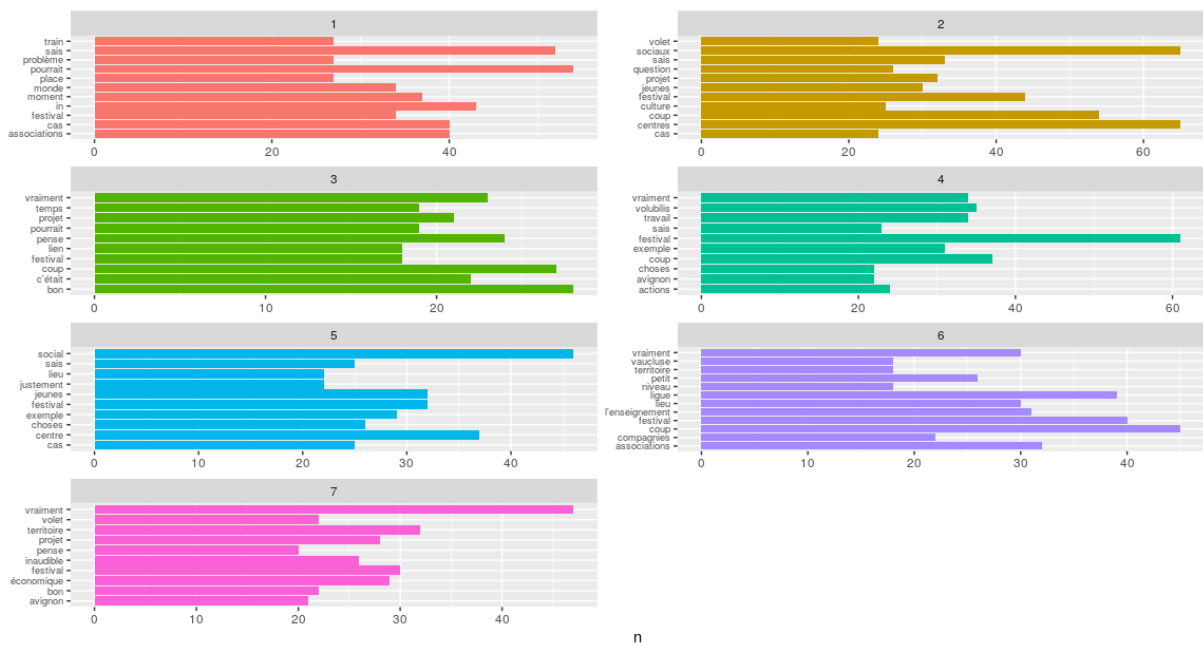 1
train
sais
problème
pourrait
place
monde
moment
in
festival
cas
associations
0 20 40
2
volet
sociaux
sais
question
projet
jeunes
festival
culture
coup
centres
cas
0 20 40 60
3
vraiment
temps
projet
pourrait
pense
lien
festival
coup
c'était
bon
0 10 20
4
vraiment
volubilis
travail
sais
festival
exemple
coup
choses
avignon
actions
0 20 40 60
5
social
sais
lieu
justement
jeunes
festival
exemple
choses
centre
cas
0 10 20 30 40
6
vraiment
vaucluse
territoire
petit
niveau
ligue
lieu
l'enseignement
festival
coup
compagnies
associations
0 10 20 30 40
7
vraiment
volet
territoire
projet
pense
inaudible
festival
économique
bon
avignon
0 10 20 30 40
n